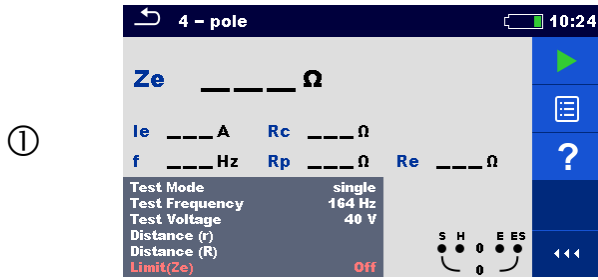 4 – pole 10:24
①
Ze ___ Ω
Ie ___ A Rc ___ Ω
f ___ Hz Rp ___ Ω Re ___ Ω
?
Test Mode single
Test Frequency 164 Hz
Test Voltage 40 V
Distance (r)
Distance (R)
Limit(Ze) Off
S H E ES
0
0